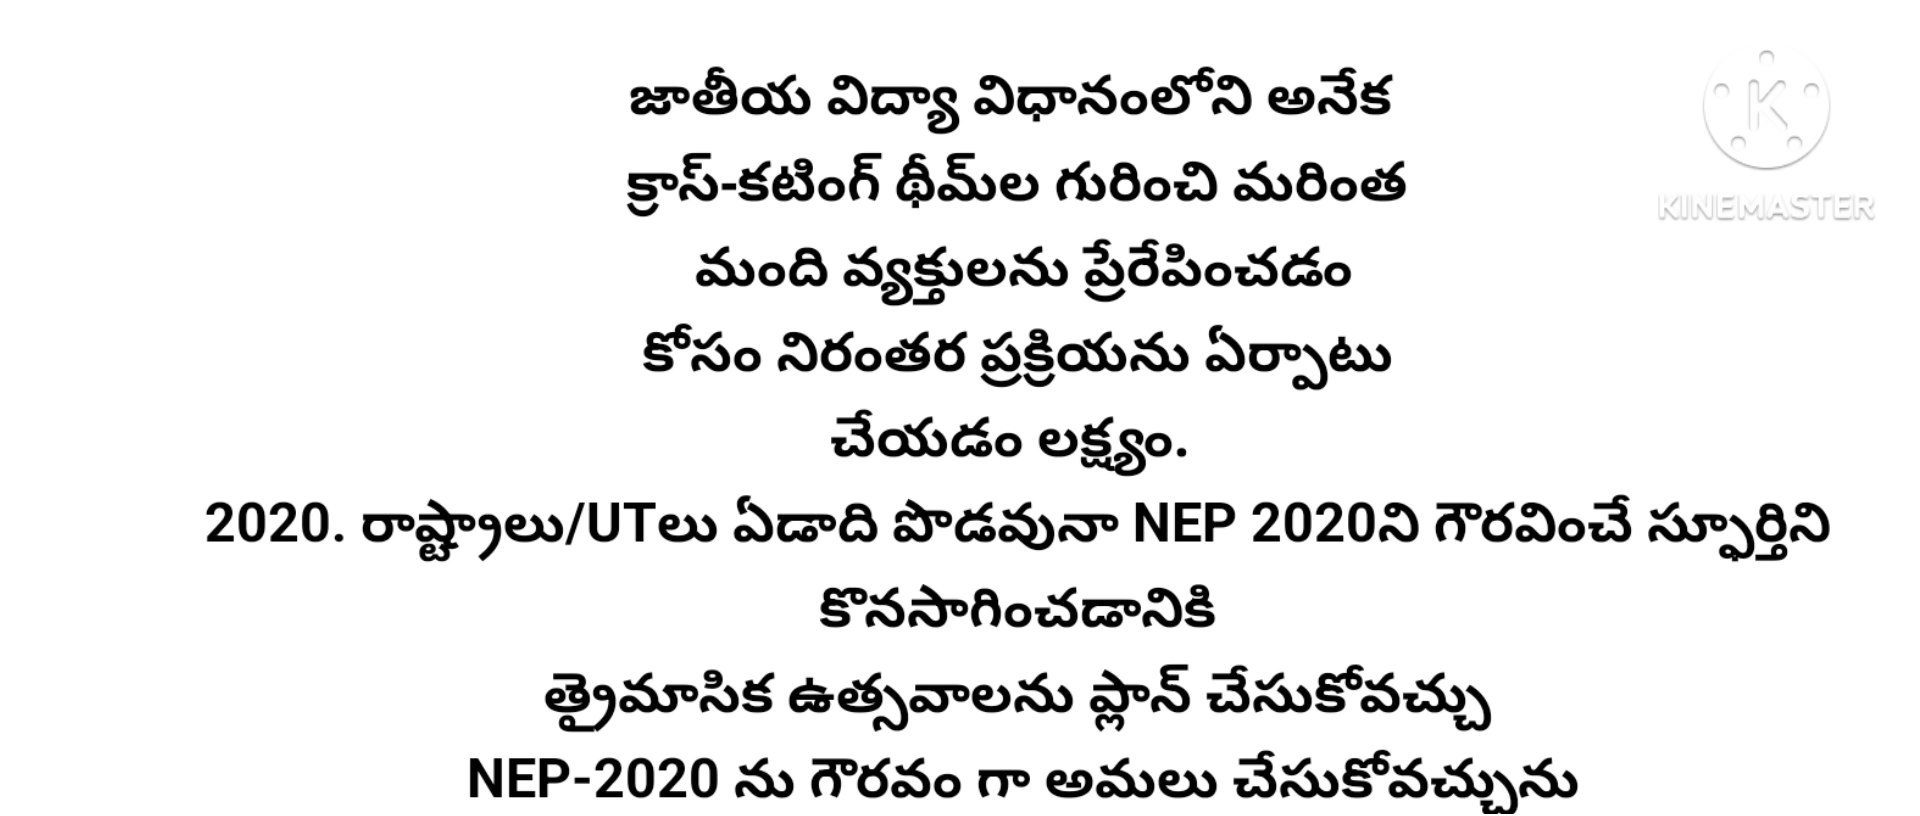 జాతీయ విద్యా విధానంలోని అనేక
క్రాస్-కటింగ్ థీమ్‌ల గురించి మరింత
మంది వ్యక్తులను ప్రేరేపించడం
కోసం నిరంతర ప్రక్రియను ఏర్పాటు
చేయడం లక్ష్యం.
2020. రాష్ట్రాలు/UTలు ఏడాది పొడవునా NEP 2020ని గౌరవించే స్ఫూర్తిని
కొనసాగించడానికి
త్రైమాసిక ఉత్సవాలను ప్లాన్ చేసుకోవచ్చు
NEP-2020 ను గౌరవం గా అమలు చేసుకోవచ్చును
K
KINEMASTER